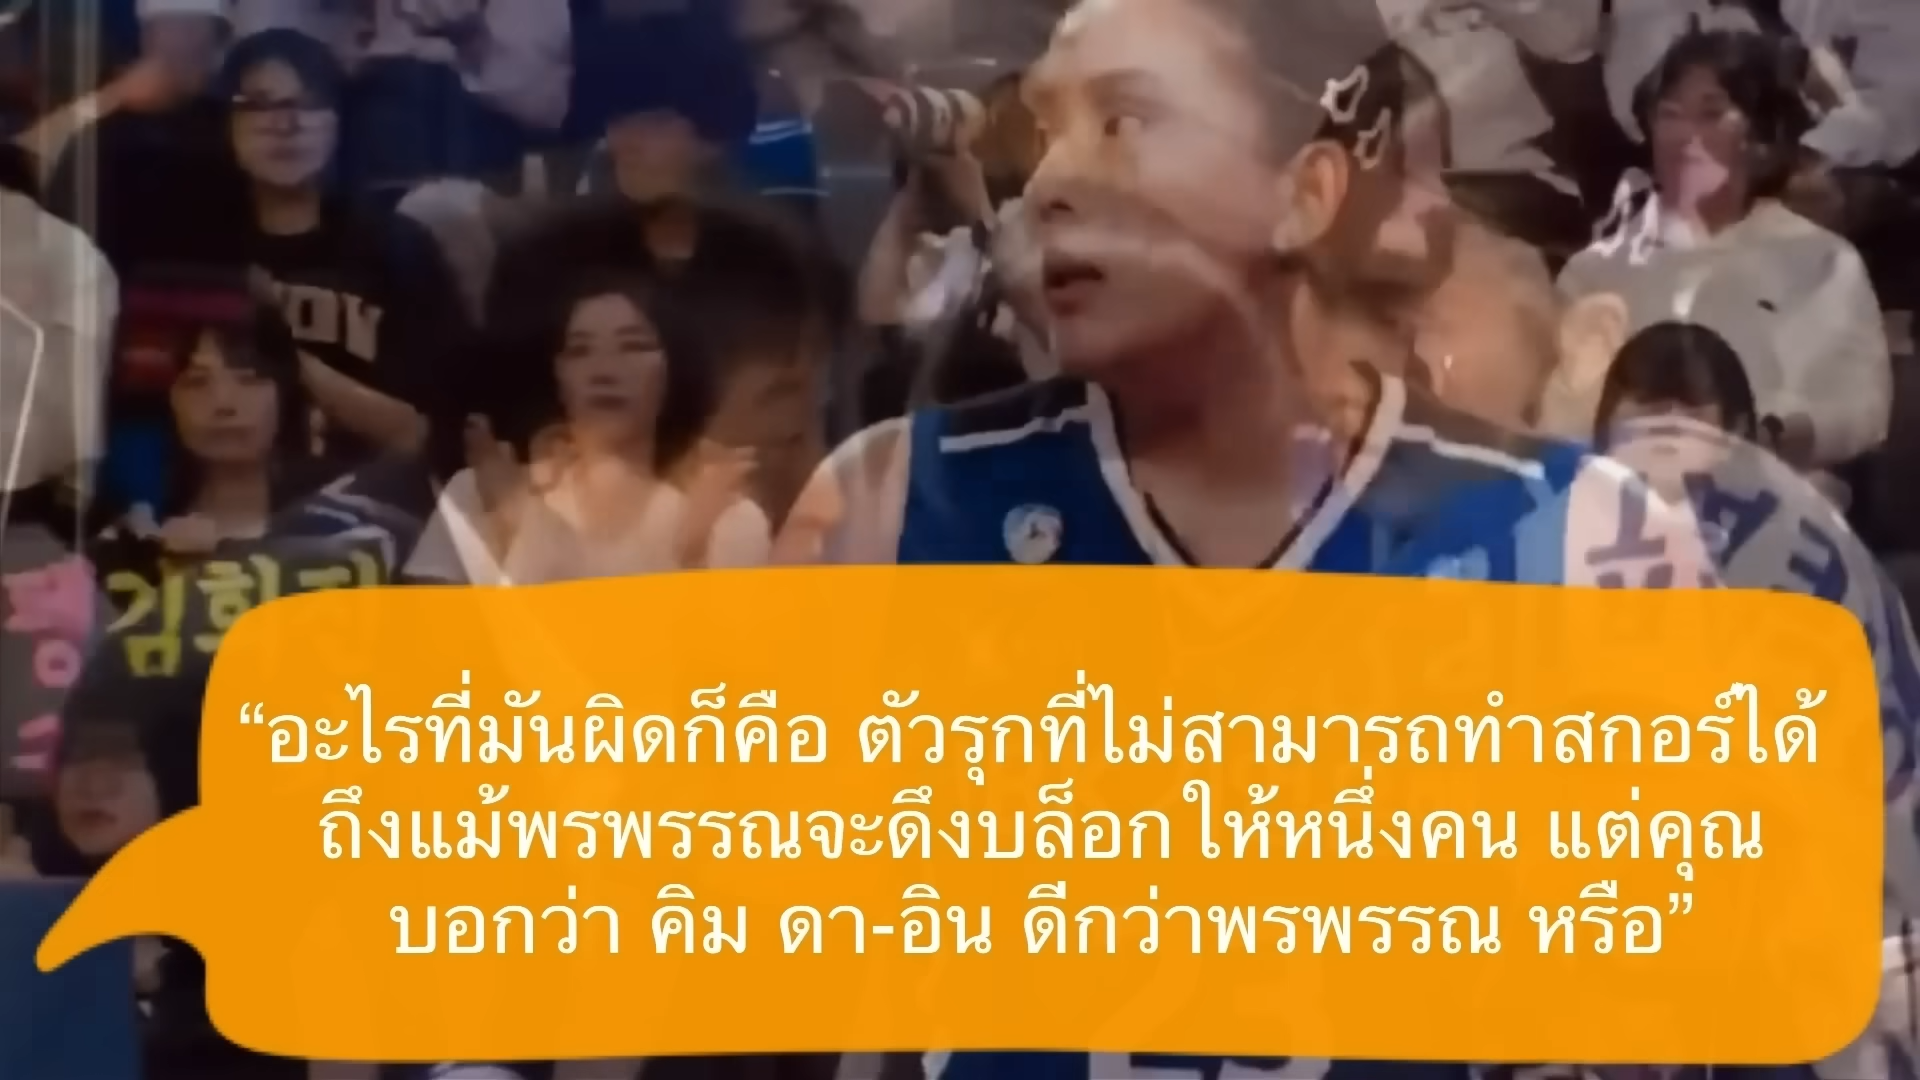 김희진
“อะไรที่มันผิดก็คือ ตัวรุกที่ไม่สามารถทำสกอร์ได้
ถึงแม้พรพรรณจะดึงบล็อกให้หนึ่งคน แต่คุณ
บอกว่า คิม ดา-อิน ดีกว่าพรพรรณ หรือ”